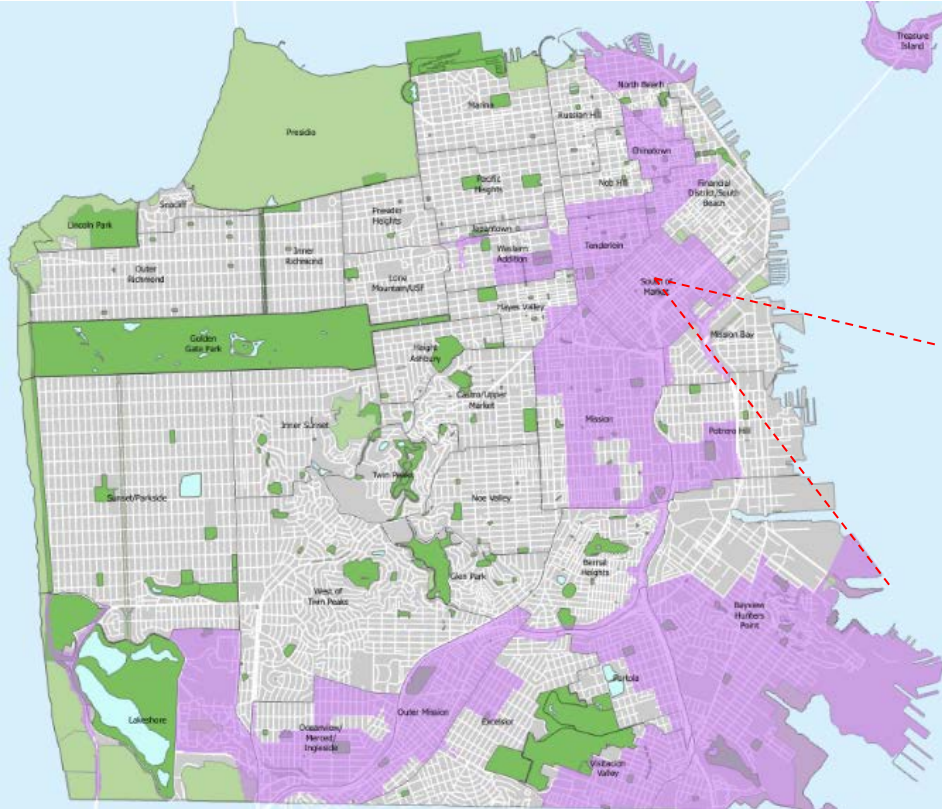 Treasure
Island
North Beach
Marina
Russian Hill
Presidio
Chinatown
Pacific
Heights
Nob Hill
Financial
District/South
Beach
Seacliff
Presidio
Heights
Lincoln Park
Japantown
Western
Addition
Tenderloin
Inner
Richmond
Outer
Richmond
Lone
Mountain/USF
South of
Market
Hayes Valley
Mission Bay
Golden
Gate Park
Haight
Ashbury
Castro/Upper
Market
Mission
Potrero Hill
Inner Sunset
Twin Peaks
Sunset/Parkside
Noe Valley
Bernal
Heights
Glen Park
West of
Twin Peaks
Bayview
Hunters
Point
Portola
Outer Mission
Excelsior
Lakeshore
Oceanview/
Merced/
Ingleside
Visitacion
Valley